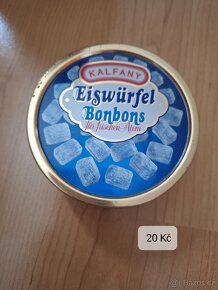 KALFANY
Eiswürfel
Bonbons
für frischen Atem
20 Kč